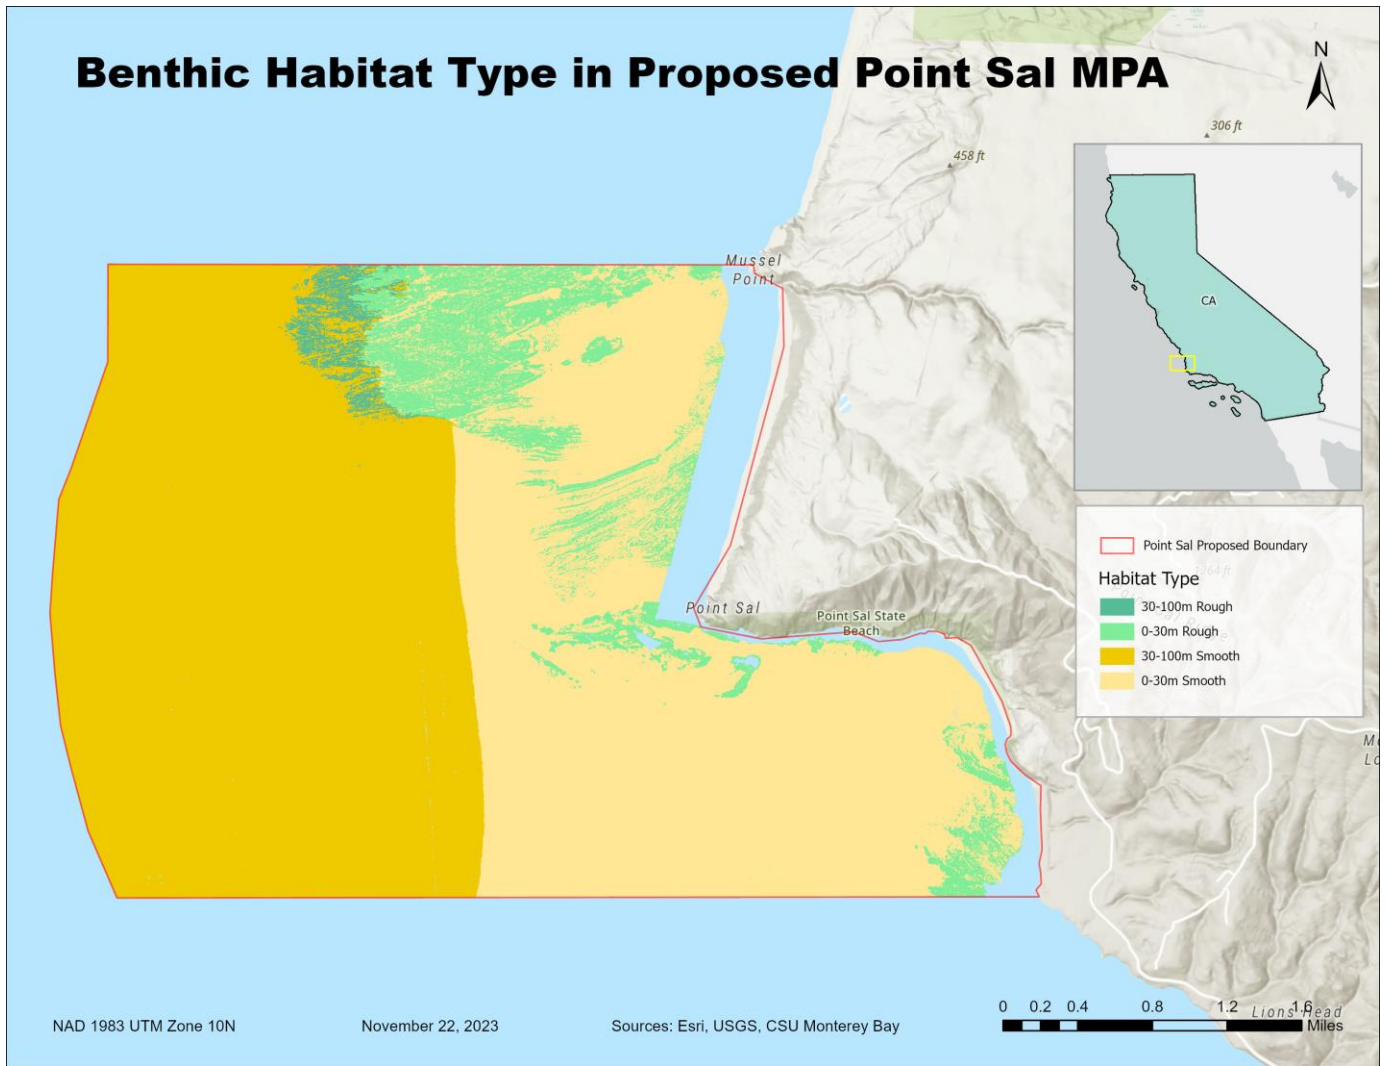 Benthic Habitat Type in Proposed Point Sal MPA
N
306 ft
458 ft
CA
Mussel
Point
Point Sal
Point Sal State
Beach
Point Sal Proposed Boundary
Habitat Type
30-100m Rough
0-30m Rough
30-100m Smooth
0-30m Smooth
NAD 1983 UTM Zone 10N
November 22, 2023
Sources: Esri, USGS, CSU Monterey Bay
0 0.2 0.4 0.8 1.2 1.6
Miles
Lions Head